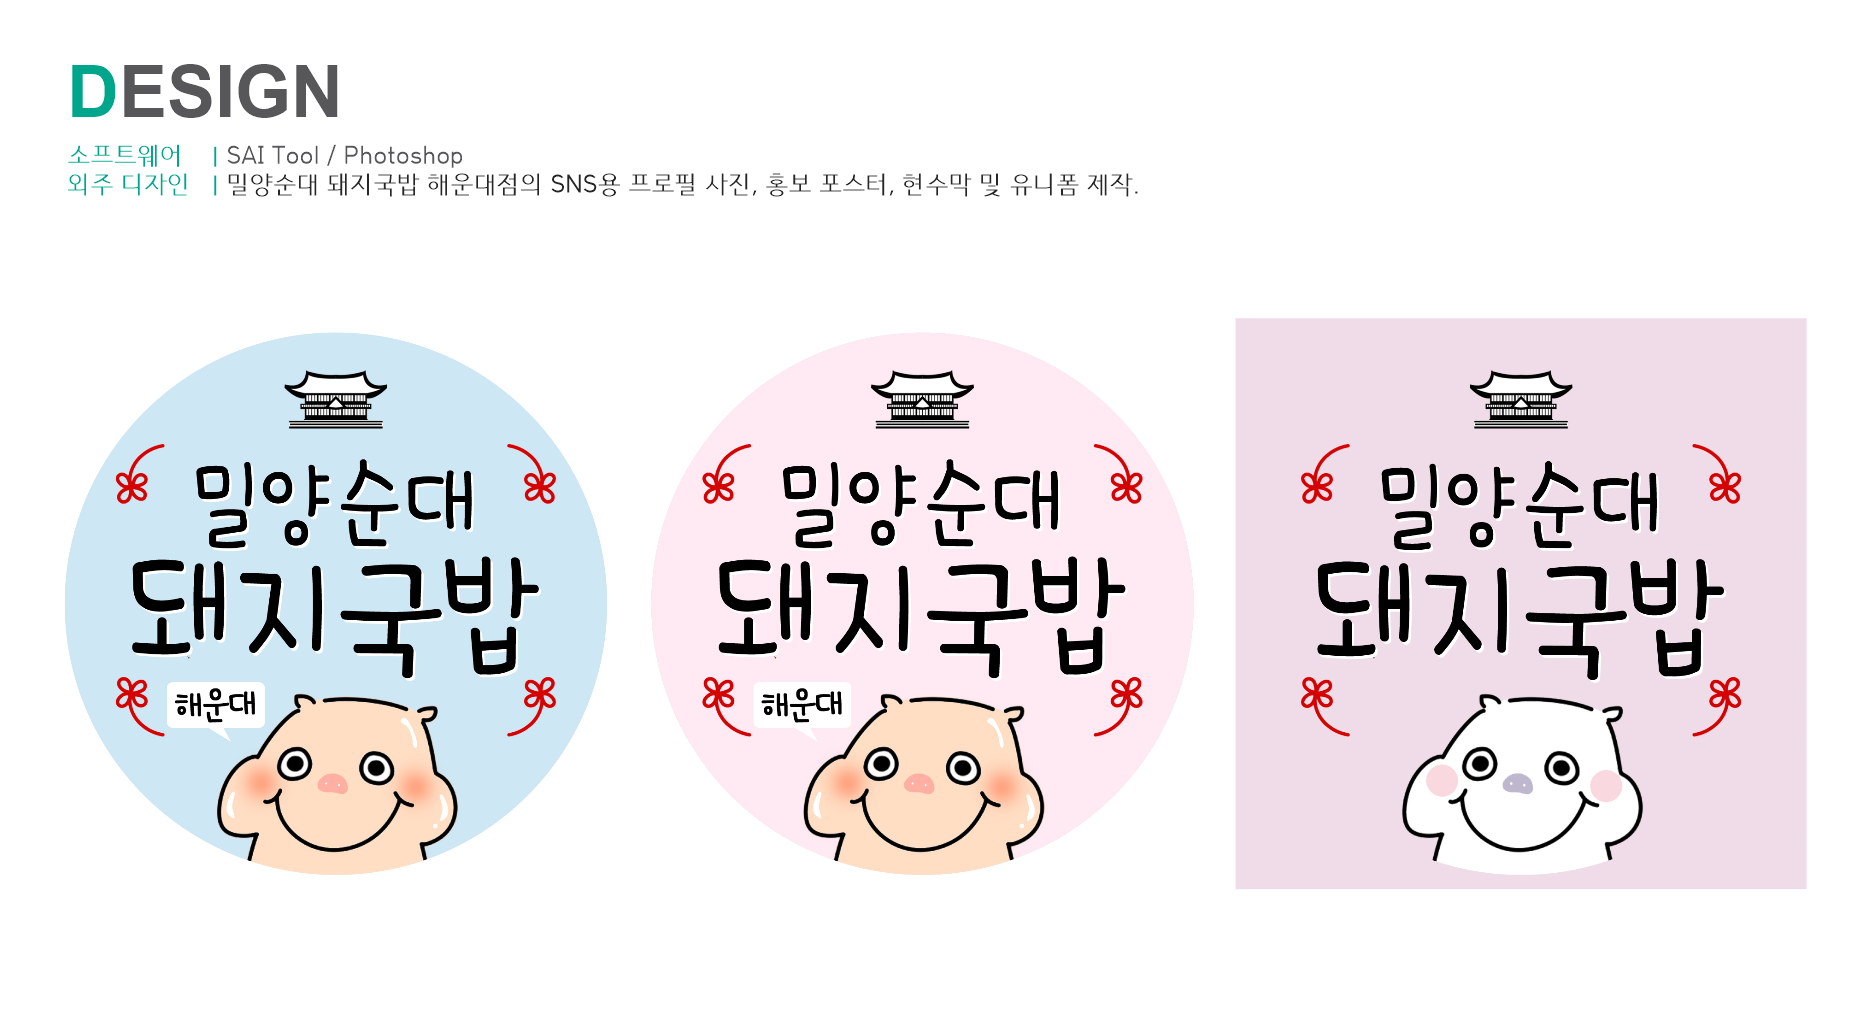 DESIGN
소프트웨어 | SAI Tool / Photoshop
외주 디자인 | 밀양순대 돼지국밥 해운대점의 SNS용 프로필 사진, 홍보 포스터, 현수막 및 유니폼 제작.
밀양순대
돼지국밥
해운대
밀양순대
돼지국밥
해운대
밀양순대
돼지국밥